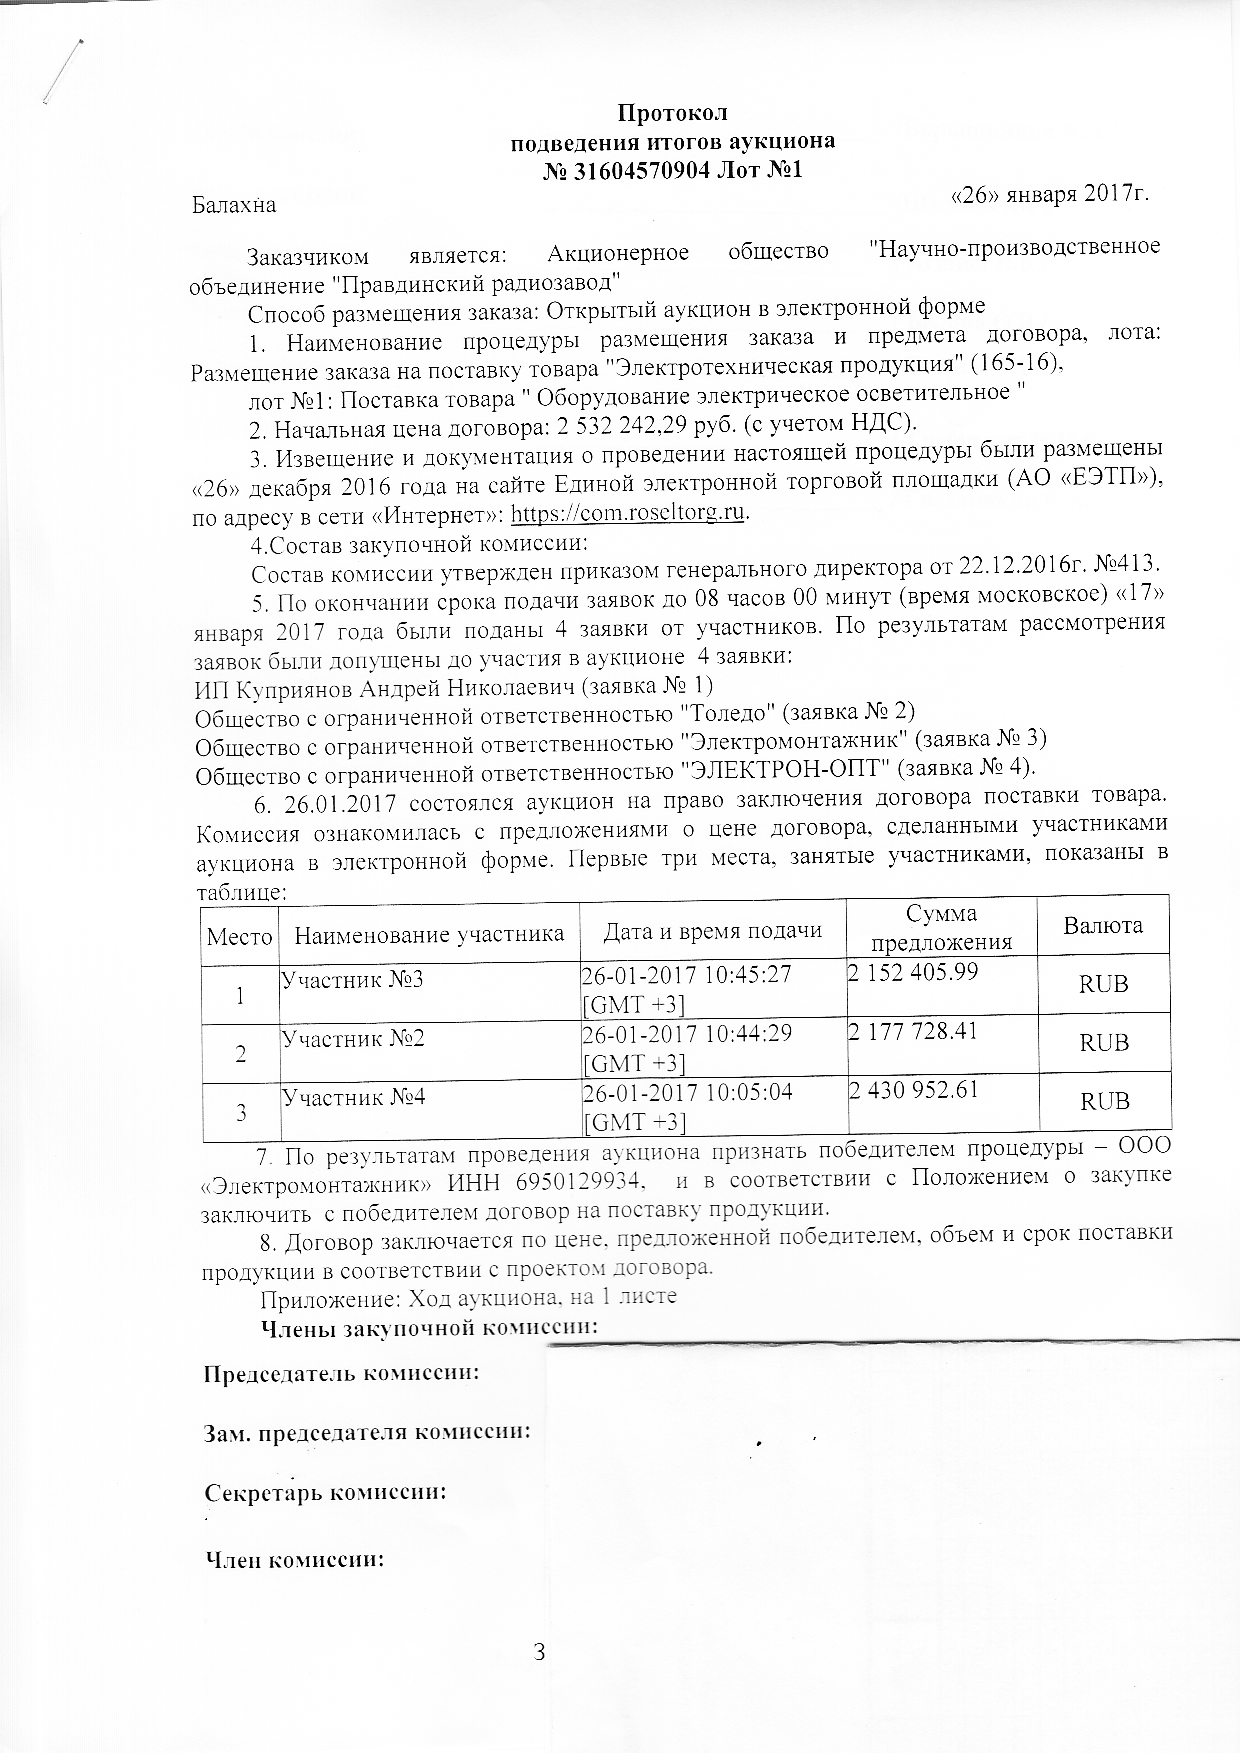 Протокол
подведения итогов аукциона
№ 31604570904 Лот №1
Балахна
«26» января 2017г.
Заказчиком является: Акционерное общество "Научно-производственное
объединение "Правдинский радиозавод"
Способ размещения заказа: Открытый аукцион в электронной форме
1. Наименование процедуры размещения заказа и предмета договора, лота:
Размещение заказа на поставку товара "Электротехническая продукция" (165-16),
лот №1: Поставка товара " Оборудование электрическое осветительное "
2. Начальная цена договора: 2 532 242,29 руб. (с учетом НДС).
3. Извещение и документация о проведении настоящей процедуры были размещены
«26» декабря 2016 года на сайте Единой электронной торговой площадки (АО «ЕЭТП»),
по адресу в сети «Интернет»: https://com.roseltorg.ru.
4.Состав закупочной комиссии:
Состав комиссии утвержден приказом генерального директора от 22.12.2016г. №413.
5. По окончании срока подачи заявок до 08 часов 00 минут (время московское) «17»
января 2017 года были поданы 4 заявки от участников. По результатам рассмотрения
заявок были допущены до участия в аукционе 4 заявки:
ИП Куприянов Андрей Николаевич (заявка № 1)
Общество с ограниченной ответственностью "Толедо" (заявка № 2)
Общество с ограниченной ответственностью "Электромонтажник" (заявка № 3)
Общество с ограниченной ответственностью "ЭЛЕКТРОН-ОПТ" (заявка № 4).
6. 26.01.2017 состоялся аукцион на право заключения договора поставки товара.
Комиссия ознакомилась с предложениями о цене договора, сделанными участниками
аукциона в электронной форме. Первые три места, занятые участниками, показаны в
таблице:
Место Наименование участника Дата и время подачи Сумма предложения Валюта
1 Участник №3 26-01-2017 10:45:27 [GMT +3] 2 152 405.99 RUB
2 Участник №2 26-01-2017 10:44:29 [GMT +3] 2 177 728.41 RUB
3 Участник №4 26-01-2017 10:05:04 [GMT +3] 2 430 952.61 RUB
7. По результатам проведения аукциона признать победителем процедуры – ООО
«Электромонтажник» ИНН 6950129934, и в соответствии с Положением о закупке
заключить с победителем договор на поставку продукции.
8. Договор заключается по цене, предложенной победителем, объем и срок поставки
продукции в соответствии с проектом договора.
Приложение: Ход аукциона, на 1 листе
Члены закупочной комиссии:
Председатель комиссии:
Зам. председателя комиссии:
Секретарь комиссии:
Член комиссии:
3